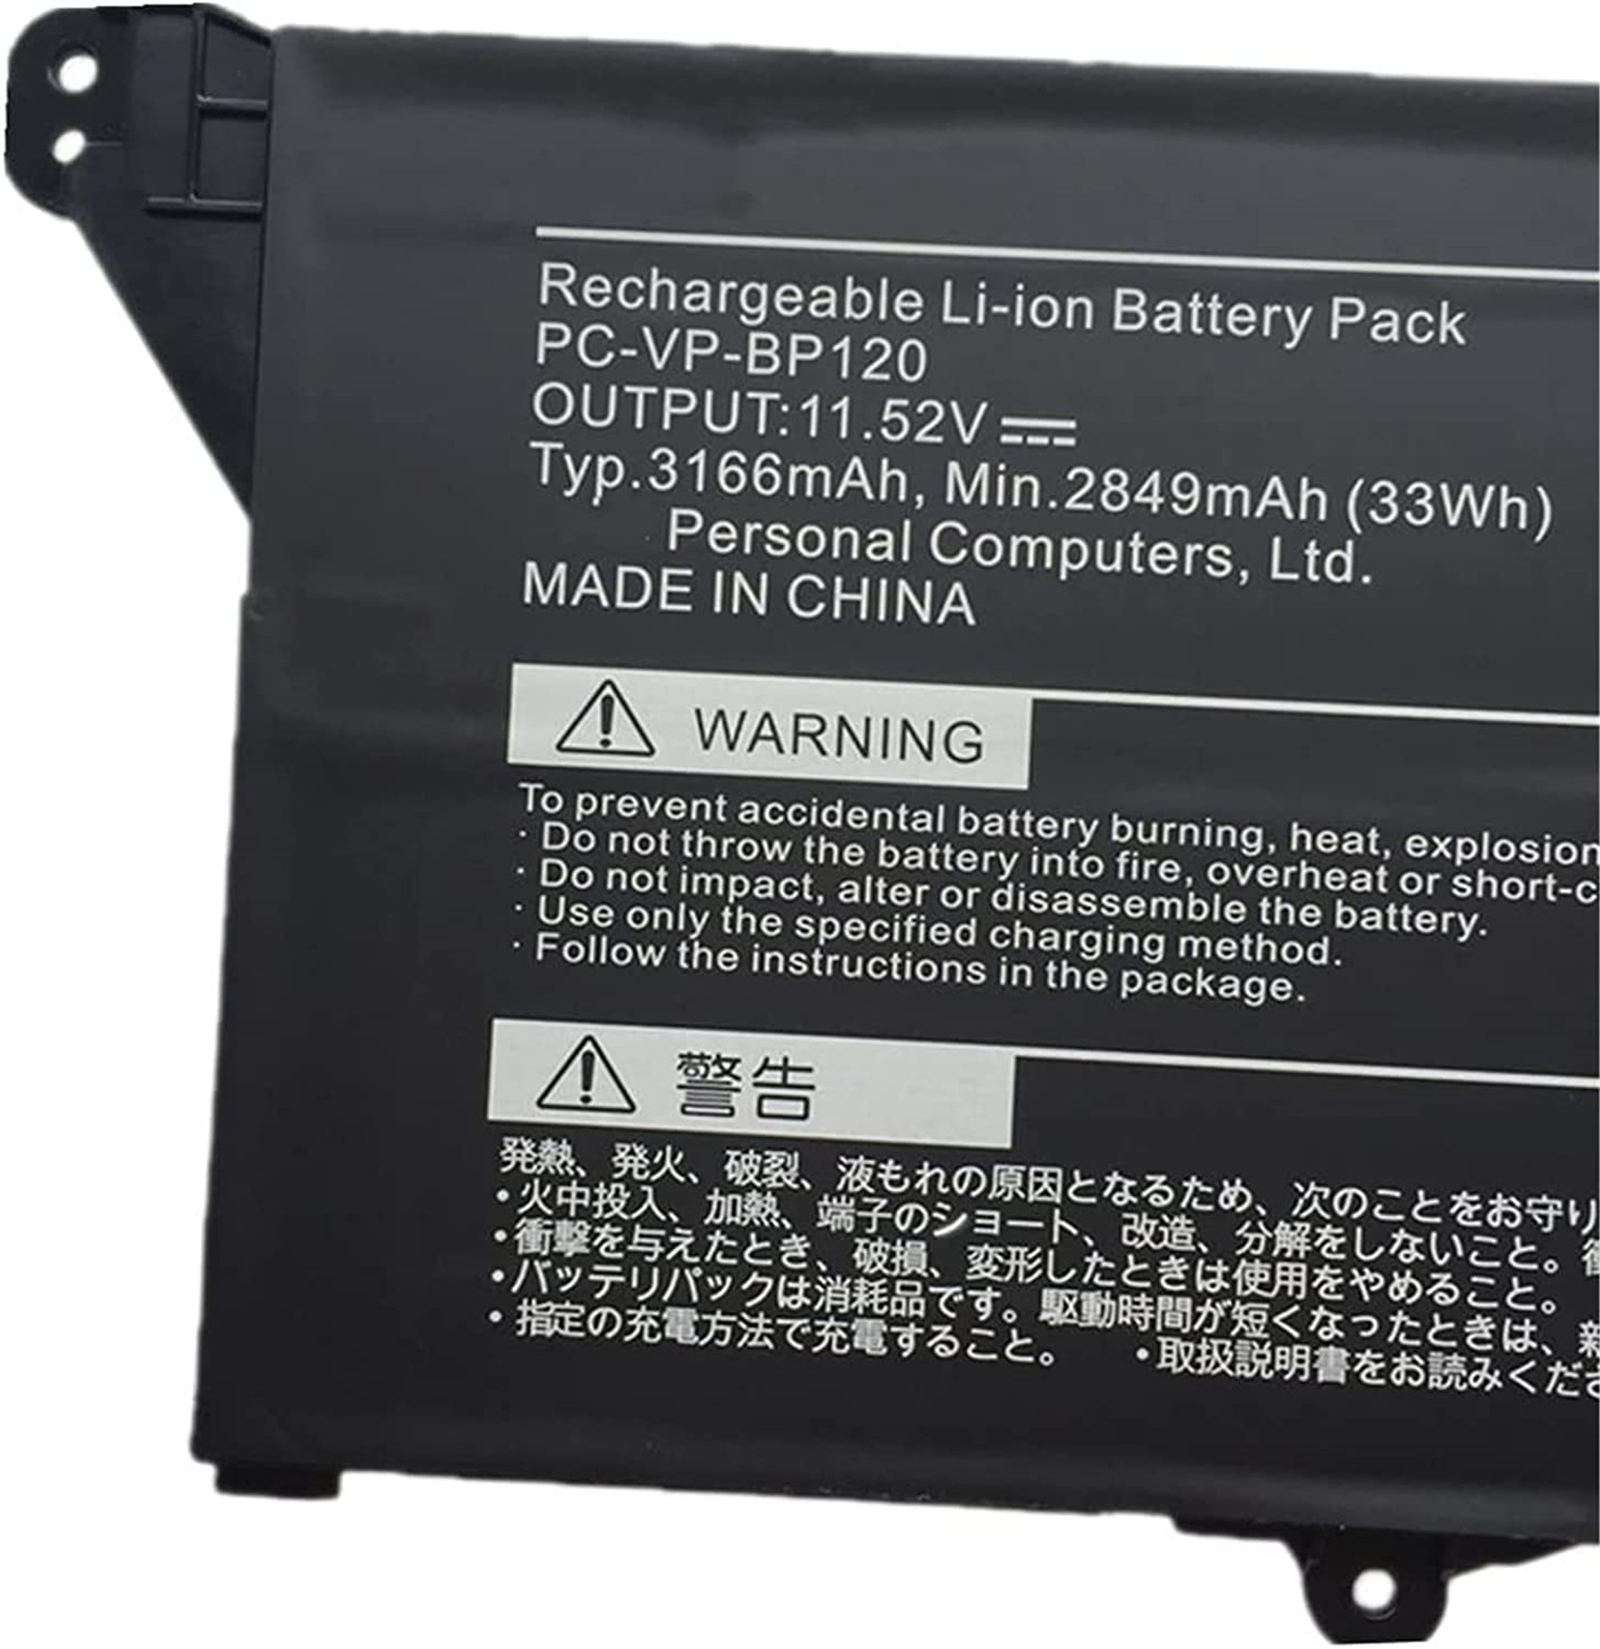 Rechargeable Li-ion Battery Pack
PC-VP-BP120
OUTPUT:11.52V
Typ.3166mAh, Min.2849mAh (33Wh)
Personal Computers, Ltd.
MADE IN CHINA
WARNING
To prevent accidental battery burning, heat, explosion
· Do not throw the battery into fire, overheat or short-c
· Do not impact, alter or disassemble the battery.
· Use only the specified charging method.
· Follow the instructions in the package.
警告
発熱、発火、破裂、液もれの原因となるため、次のことをお守り
•火中投入、加熱、端子のショート、改造、分解をしないこと。衝
•衝撃を与えたとき、破損、変形したときは使用をやめること。
•バッテリパックは消耗品です。駆動時間が短くなったときは、新
•指定の充電方法で充電すること。 •取扱説明書をお読みくださ